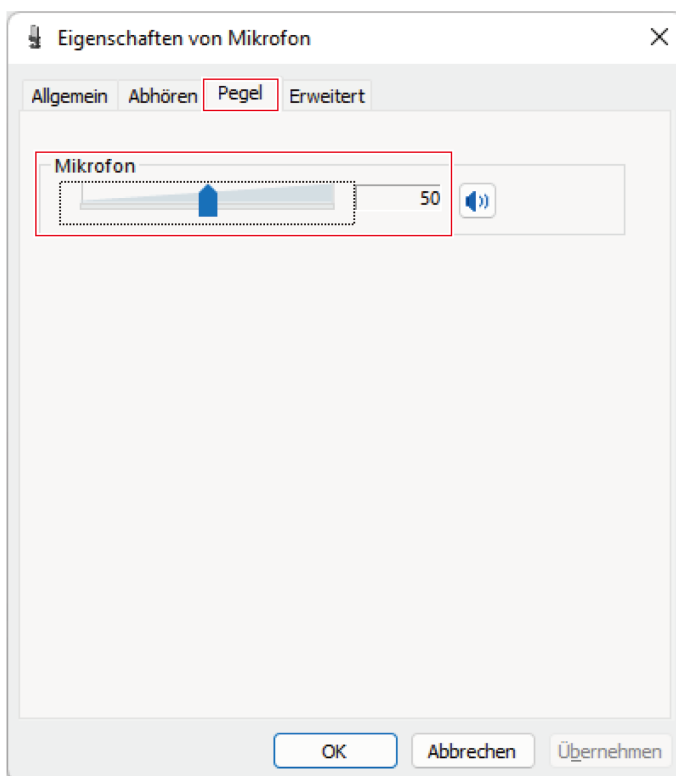 Eigenschaften von Mikrofon
Allgemein Abhören Pegel Erweitert
Mikrofon
50
OK Abbrechen Übernehmen